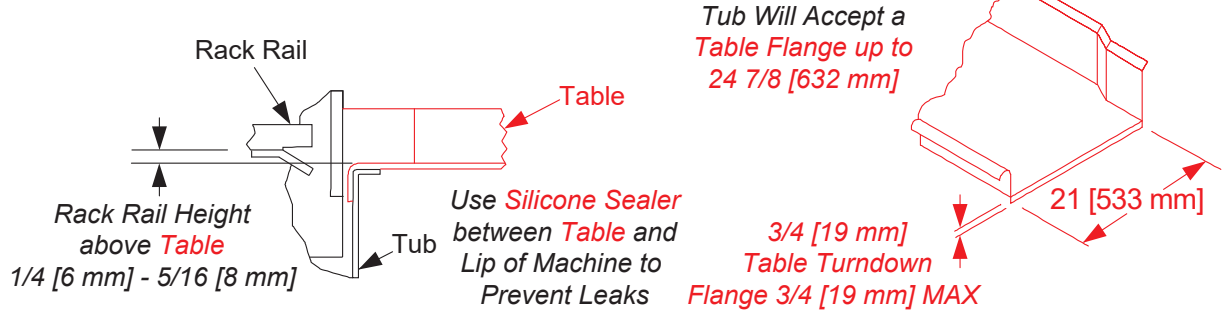 Rack Rail
Table
Rack Rail Height
above Table
1/4 [6 mm] - 5/16 [8 mm]
Tub
Use Silicone Sealer
between Table and
Lip of Machine to
Prevent Leaks
Tub Will Accept a
Table Flange up to
24 7/8 [632 mm]
21 [533 mm]
3/4 [19 mm]
Table Turndown
Flange 3/4 [19 mm] MAX